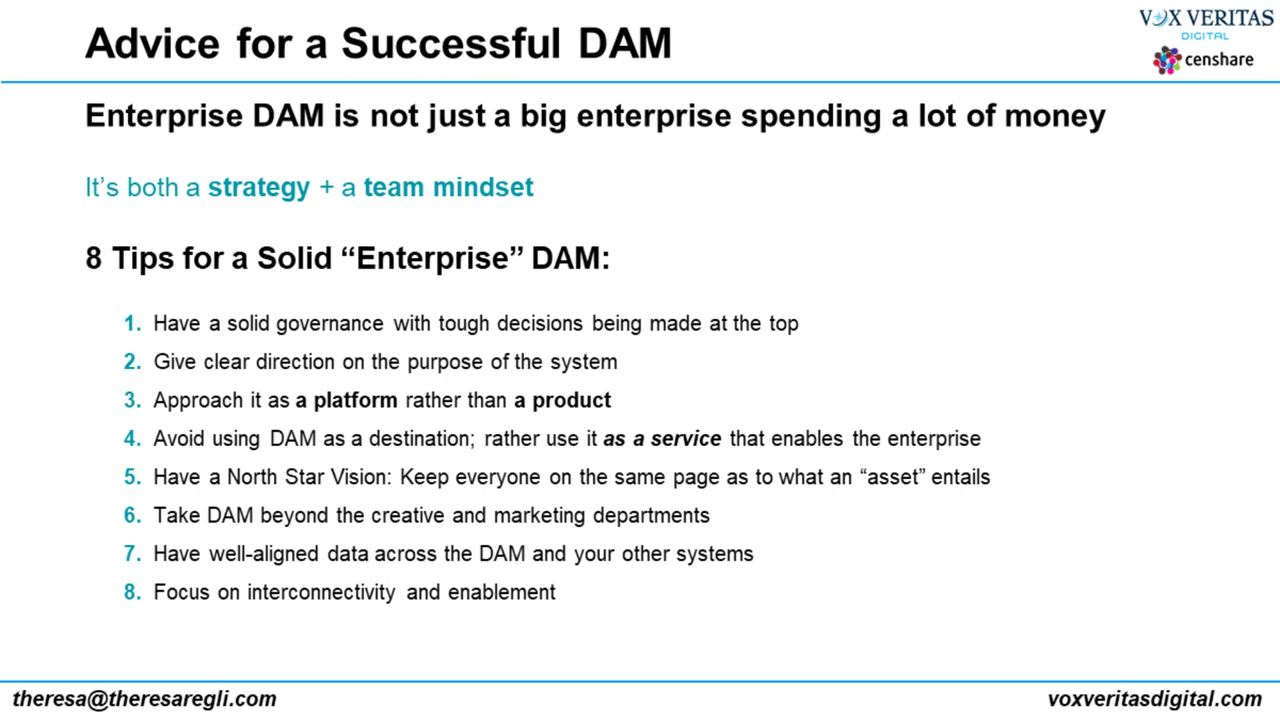 Advice for a Successful DAM
VOX VERITAS
DIGITAL
censhare
Enterprise DAM is not just a big enterprise spending a lot of money
It’s both a strategy + a team mindset
8 Tips for a Solid “Enterprise” DAM:
1. Have a solid governance with tough decisions being made at the top
2. Give clear direction on the purpose of the system
3. Approach it as a platform rather than a product
4. Avoid using DAM as a destination; rather use it as a service that enables the enterprise
5. Have a North Star Vision: Keep everyone on the same page as to what an “asset” entails
6. Take DAM beyond the creative and marketing departments
7. Have well-aligned data across the DAM and your other systems
8. Focus on interconnectivity and enablement
theresa@theresaregli.com
voxveritasdigital.com